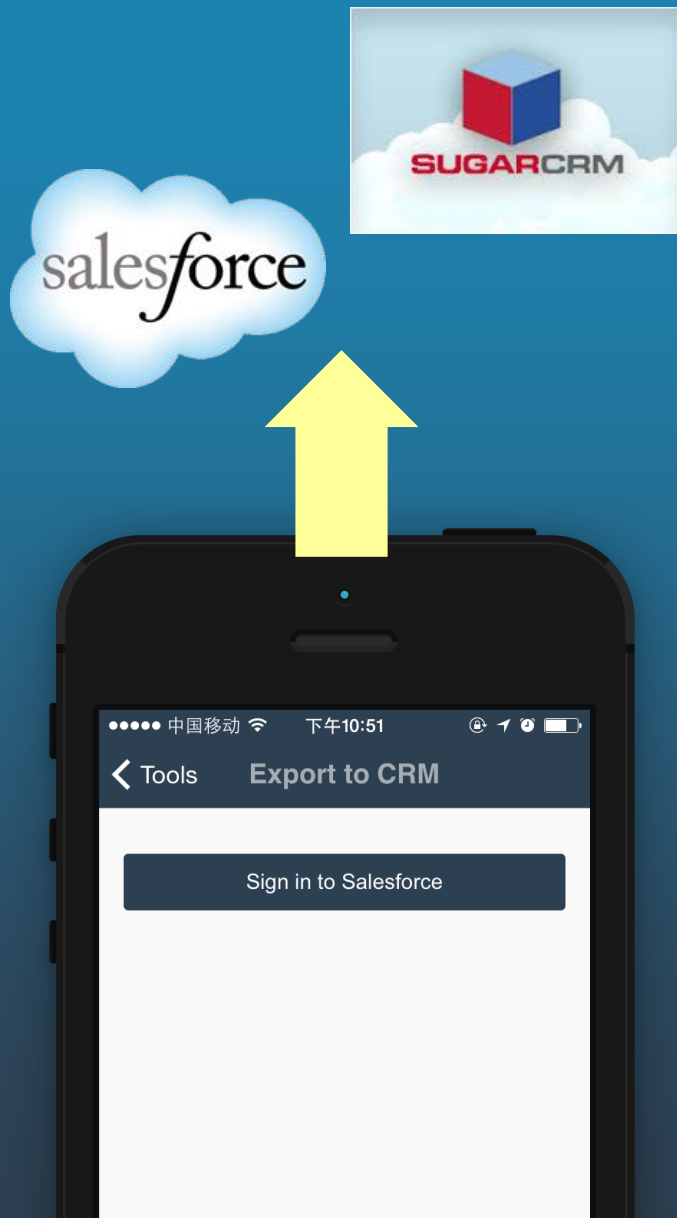 SUGARCRM
salesforce
中国移动 下午10:51
Tools Export to CRM
Sign in to Salesforce